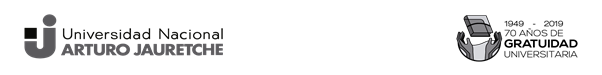 Universidad Nacional
ARTURO JAURETCHE
1949 - 2019
70 AÑOS DE
GRATUIDAD
UNIVERSITARIA